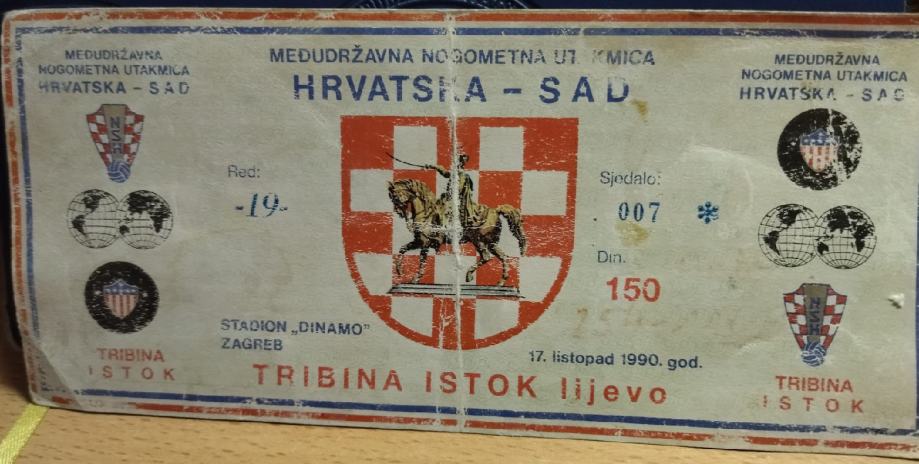 MEĐUDRŽAVNA
NOGOMETNA UTAKMICA
HRVATSKA - SAD
NSH
TRIBINA
ISTOK
MEĐUDRŽAVNA NOGOMETNA UTAKMICA
HRVATSKA - SAD
Red:
-19-
Sjedalo:
007 *
Din.
150
STADION „DINAMO”
ZAGREB
17. listopad 1990. god.
TRIBINA ISTOK lijevo
MEĐUDRŽAVNA
NOGOMETNA UTAKMICA
HRVATSKA - SAD
NSH
TRIBINA
ISTOK